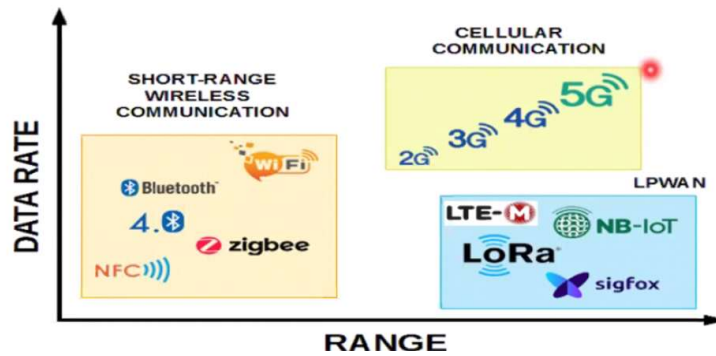 CELLULAR
COMMUNICATION
SHORT-RANGE
WIRELESS
COMMUNICATION
5G
4G
3G
2G
WiFi
Bluetooth™
4.0
zigbee
NFC
LPWAN
LTE-M
NB-IoT
LoRa®
sigfox
DATA RATE
RANGE